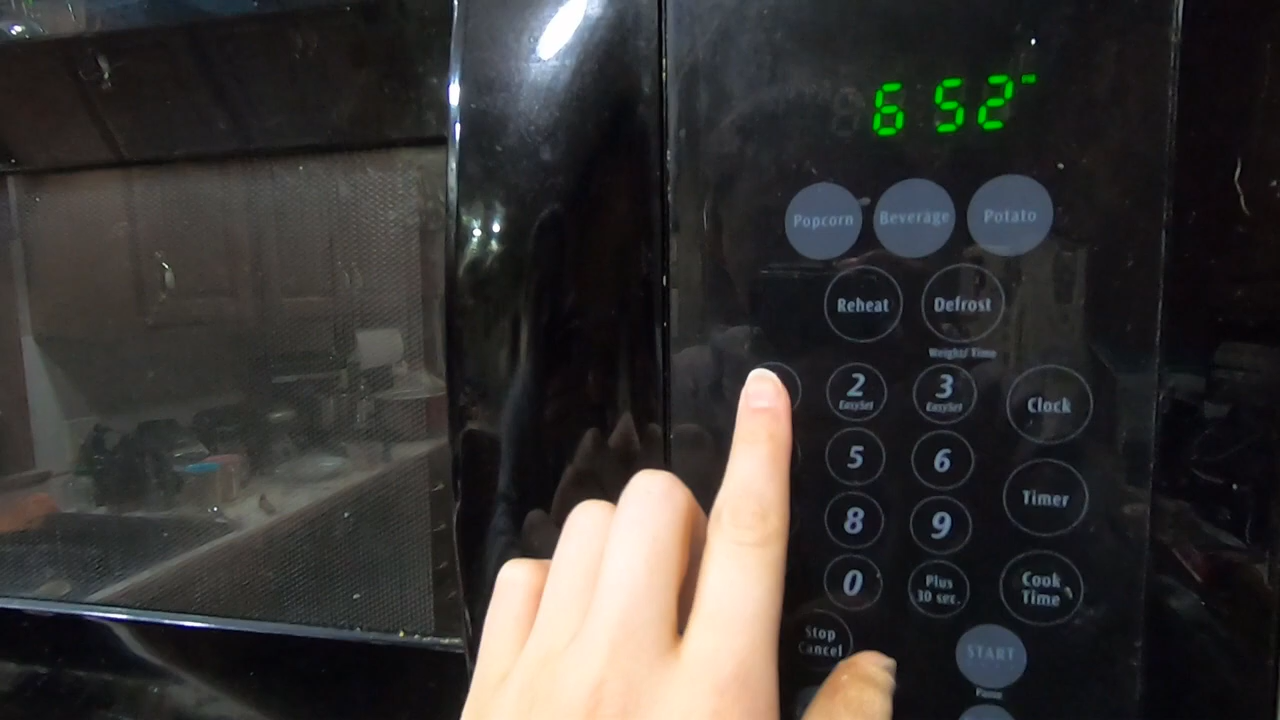 6 52
Popcorn Beverage Potato
Reheat Defrost
Weight/ Time
2 3 Clock
EasySet EasySet
5 6
Timer
8 9
0 Plus 30 sec. Cook Time
Stop Cancel START
Pause